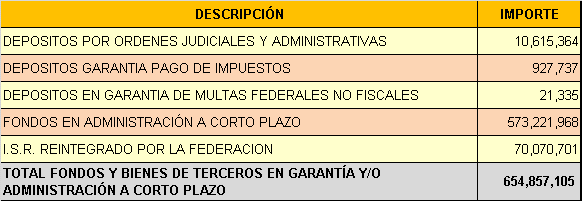 DESCRIPCIÓN IMPORTE
DEPOSITOS POR ORDENES JUDICIALES Y ADMINISTRATIVAS 10,615,364
DEPOSITOS GARANTIA PAGO DE IMPUESTOS 927,737
DEPOSITOS EN GARANTIA DE MULTAS FEDERALES NO FISCALES 21,335
FONDOS EN ADMINISTRACIÓN A CORTO PLAZO 573,221,968
I.S.R. REINTEGRADO POR LA FEDERACION 70,070,701
TOTAL FONDOS Y BIENES DE TERCEROS EN GARANTÍA Y/O
ADMINISTRACIÓN A CORTO PLAZO 654,857,105